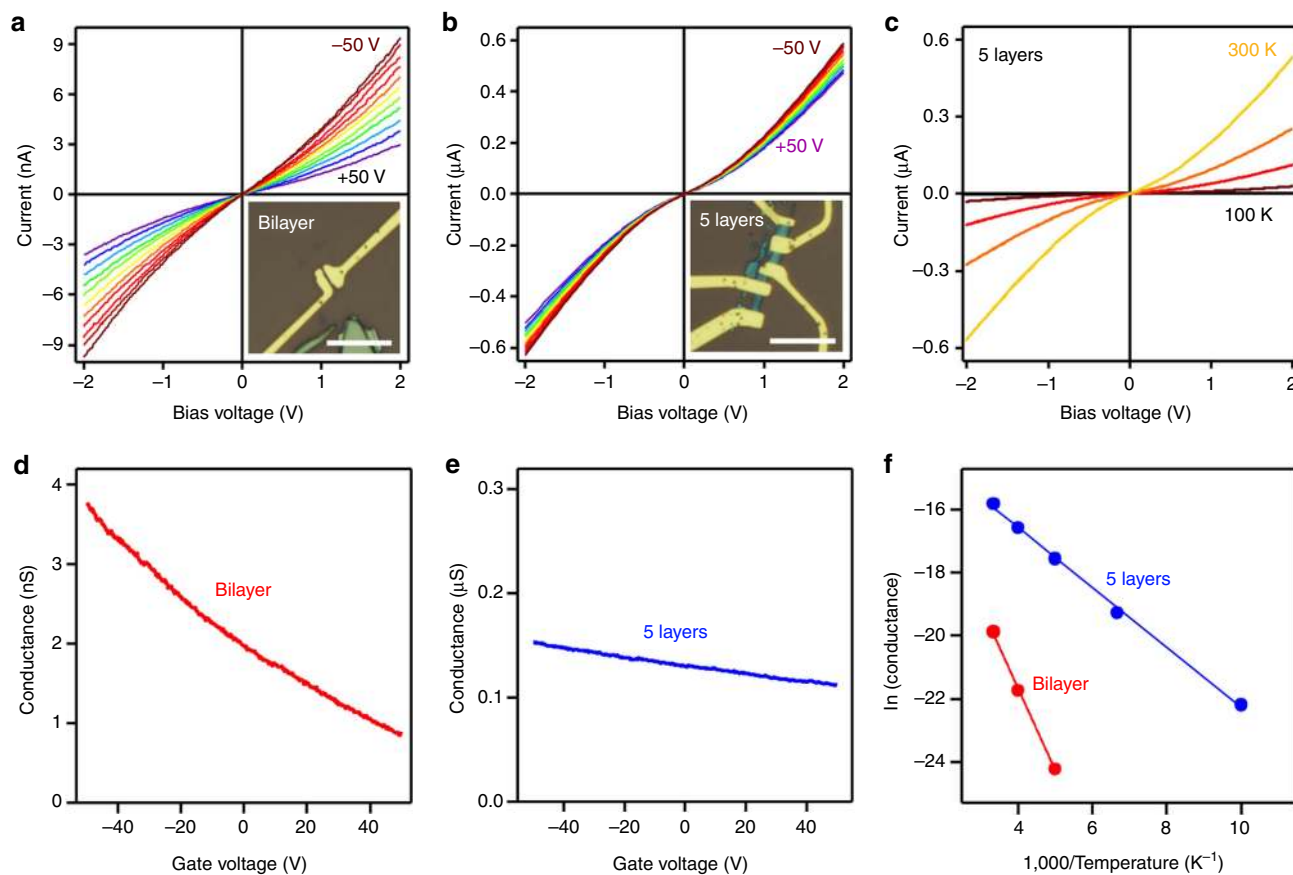 a
9
6
3
0
–3
–6
–9
Current (nA)
–50 V
+50 V
Bilayer
–2
–1
0
1
2
Bias voltage (V)
b
0.6
0.4
0.2
0.0
–0.2
–0.4
–0.6
Current (μA)
–50 V
+50 V
5 layers
–2
–1
0
1
2
Bias voltage (V)
c
0.6
0.3
0.0
–0.3
–0.6
Current (μA)
5 layers
300 K
100 K
–2
–1
0
1
2
Bias voltage (V)
d
4
3
2
1
0
Conductance (nS)
Bilayer
–40
–20
0
20
40
Gate voltage (V)
e
0.3
0.2
0.1
0.0
Conductance (μS)
5 layers
–40
–20
0
20
40
Gate voltage (V)
f
–16
–18
–20
–22
–24
In (conductance)
5 layers
Bilayer
4
6
8
10
1,000/Temperature (K⁻¹)